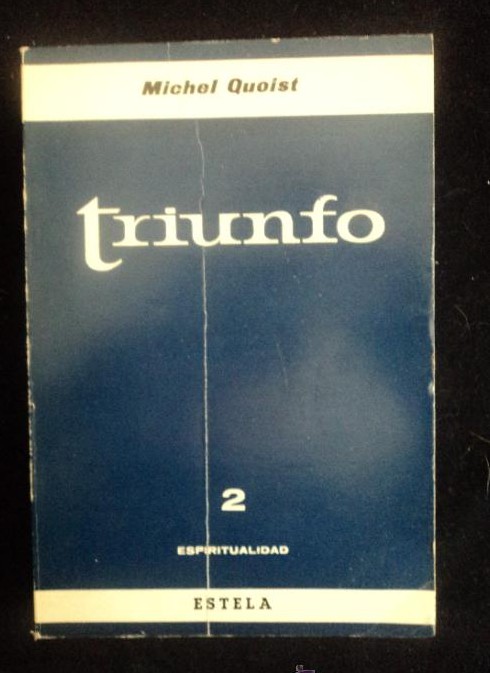 Michel Quoist
triunfo
2
ESPIRITUALIDAD
ESTELA